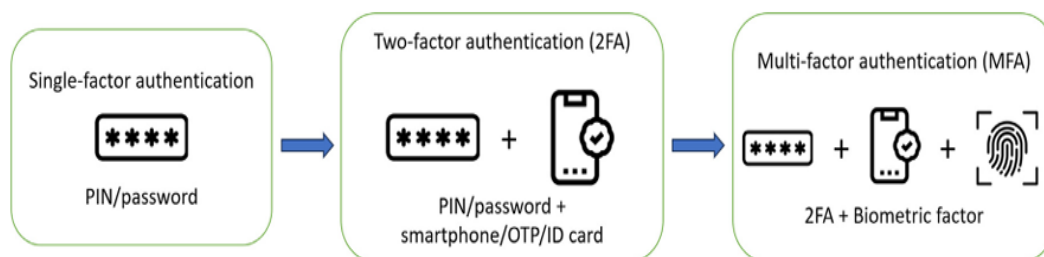 Single-factor authentication
****
PIN/password
Two-factor authentication (2FA)
**** +
PIN/password +
smartphone/OTP/ID card
Multi-factor authentication (MFA)
**** + +
2FA + Biometric factor